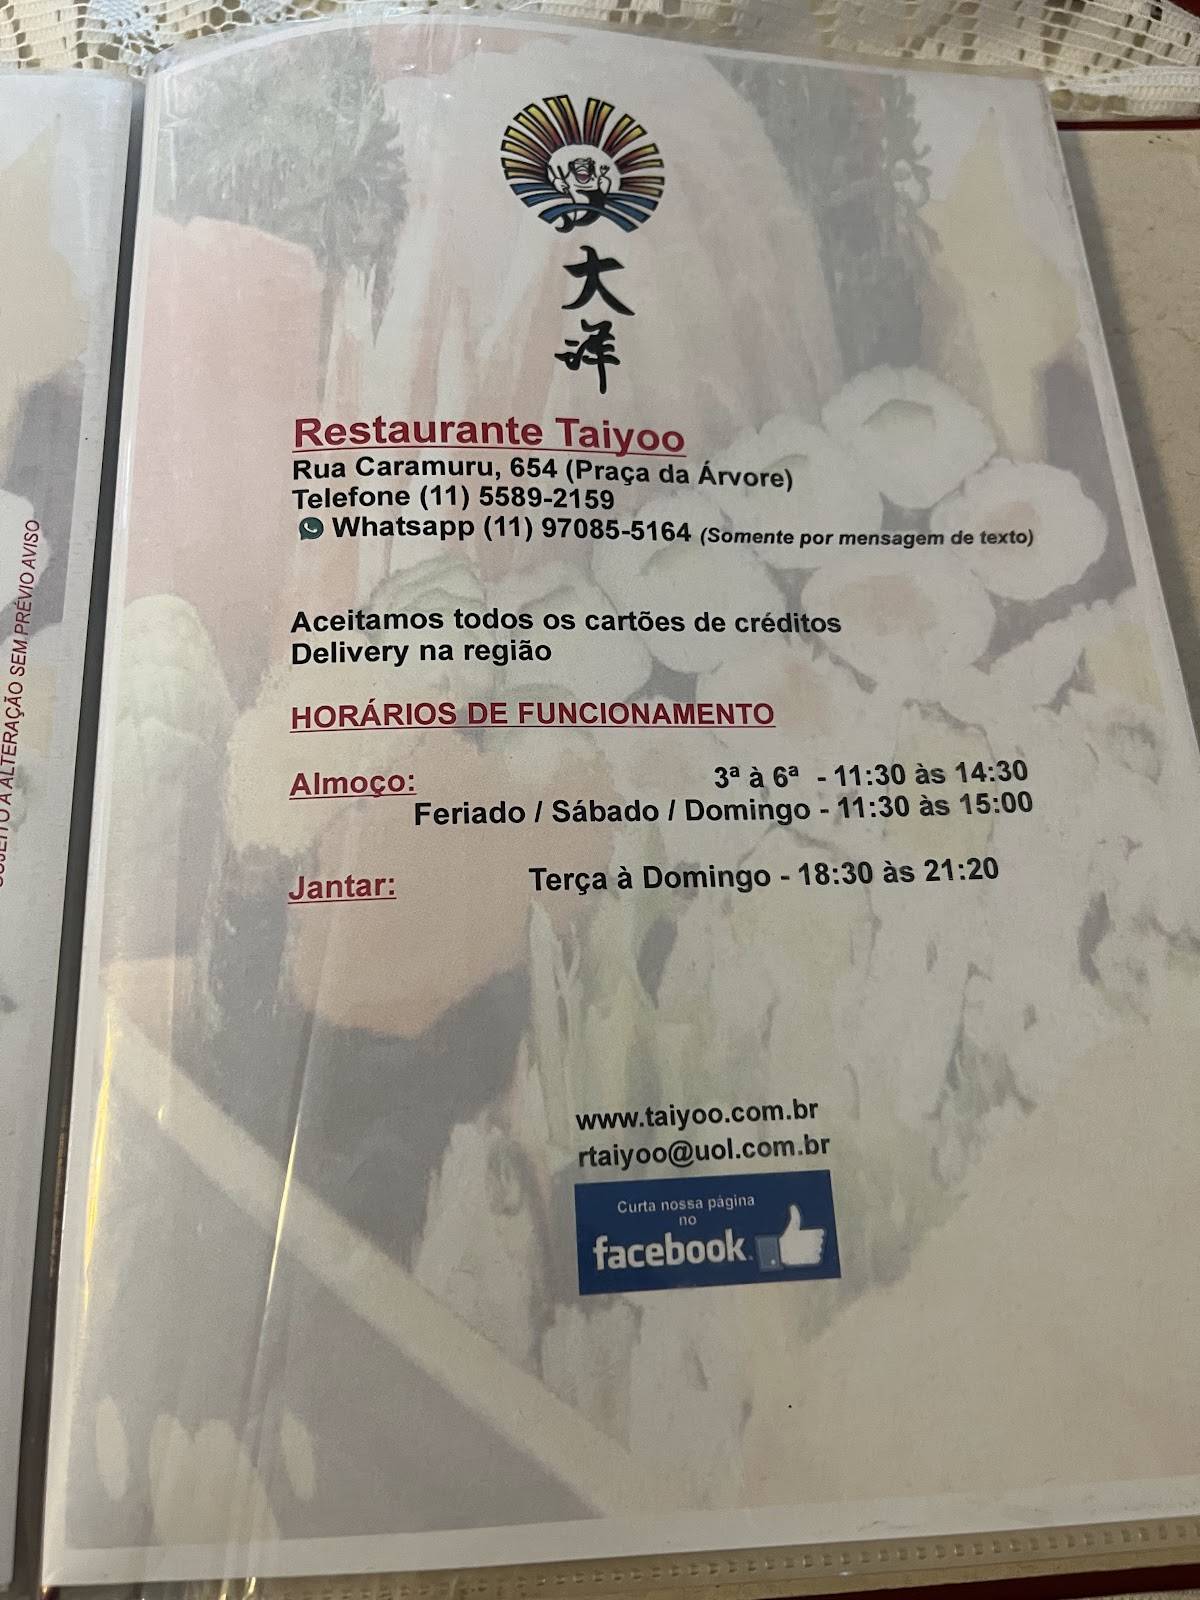 大
洋
Restaurante Taiyoo
Rua Caramuru, 654 (Praça da Árvore)
Telefone (11) 5589-2159
Whatsapp (11) 97085-5164 (Somente por mensagem de texto)
Aceitamos todos os cartões de créditos
Delivery na região
HORÁRIOS DE FUNCIONAMENTO
Almoço: 3ª à 6ª - 11:30 às 14:30
Feriado / Sábado / Domingo - 11:30 às 15:00
Jantar: Terça à Domingo - 18:30 às 21:20
www.taiyoo.com.br
rtaiyoo@uol.com.br
Curta nossa página
no
facebook.
SUJEITO A ALTERAÇÃO SEM PRÉVIO AVISO